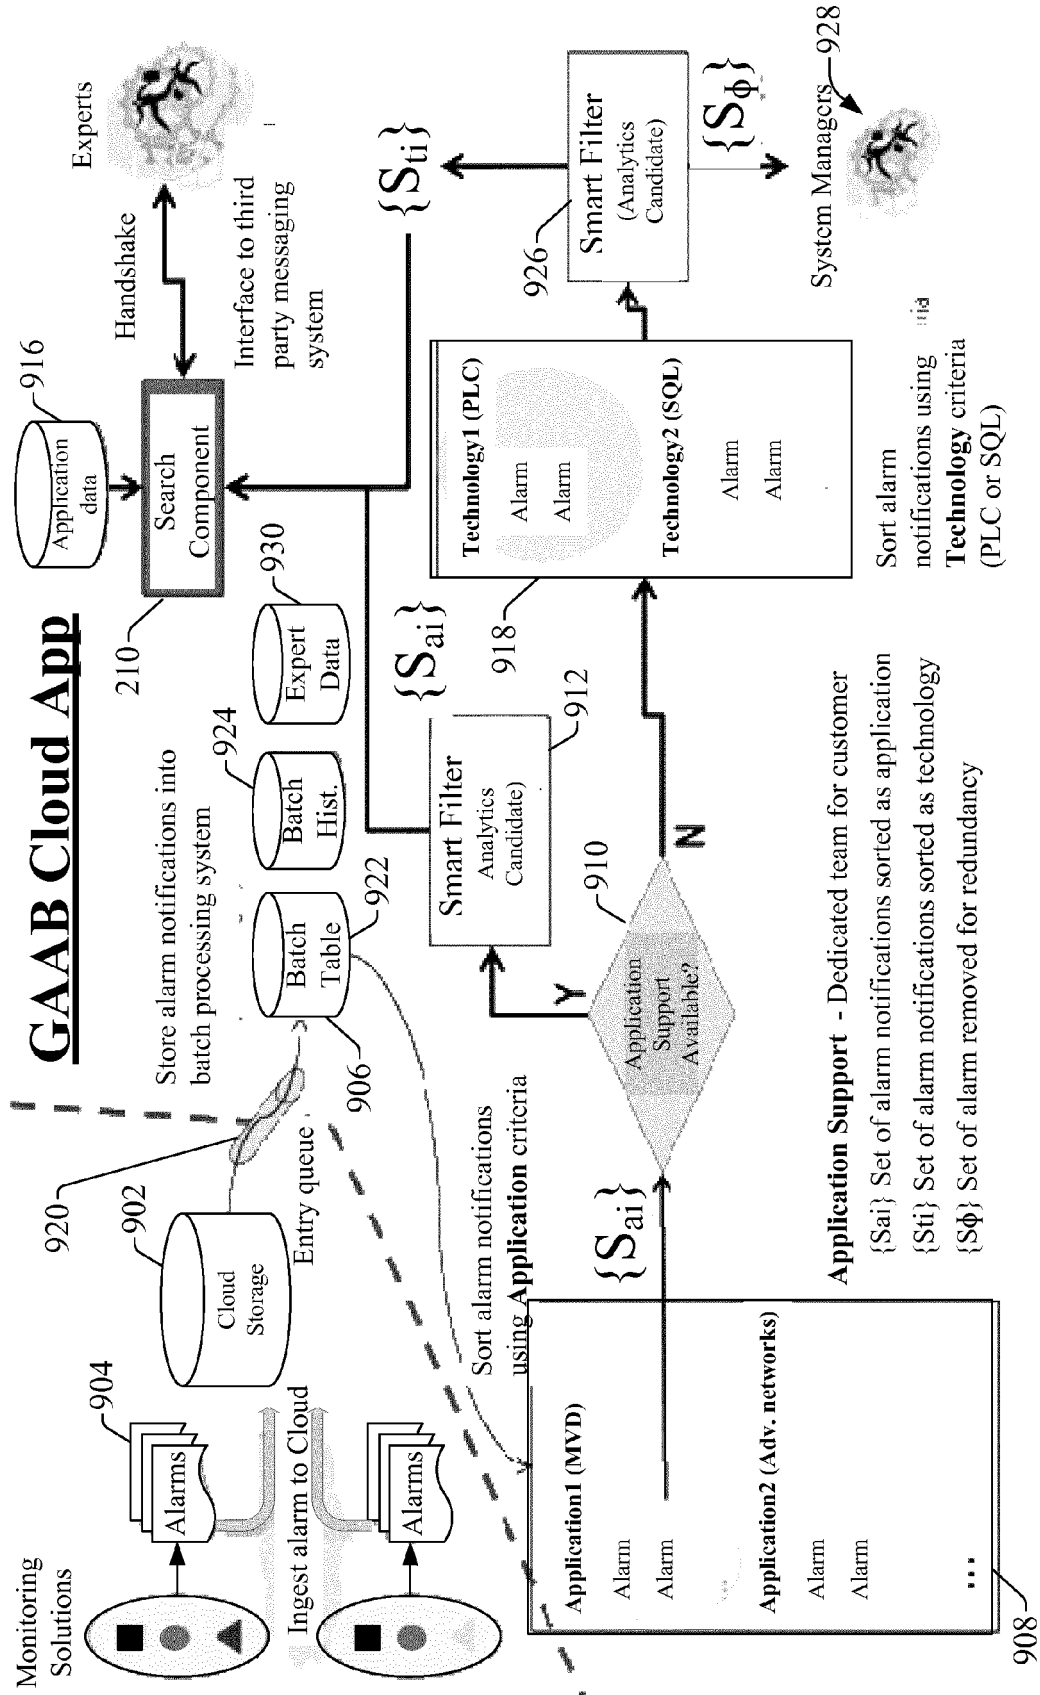 GAAB Cloud App
Monitoring
Solutions
Alarms
904
Ingest alarm to Cloud
Alarms
902
Cloud
Storage
920
Entry queue
Store alarm notifications into
batch processing system
906
Batch
Table
922
Batch
Hist.
924
Expert
Data
930
210
Search
Component
Application
data
916
Handshake
Experts
Interface to third
party messaging
system
Sort alarm notifications
using Application criteria
Application1 (MVD)
Alarm
Alarm
Application2 (Adv. networks)
Alarm
Alarm
...
908
{Sai}
Application
Support
Available?
910
Y
N
Smart Filter
Analytics
Candidate)
912
{Sai}
918
Technology1 (PLC)
Alarm
Alarm
Technology2 (SQL)
Alarm
Alarm
Sort alarm
notifications using
Technology criteria
(PLC or SQL)
926
Smart Filter
(Analytics
Candidate)
{Sti}
{Sϕ}
System Managers
928
Application Support - Dedicated team for customer
{Sai} Set of alarm notifications sorted as application
{Sti} Set of alarm notifications sorted as technology
{Sϕ} Set of alarm removed for redundancy